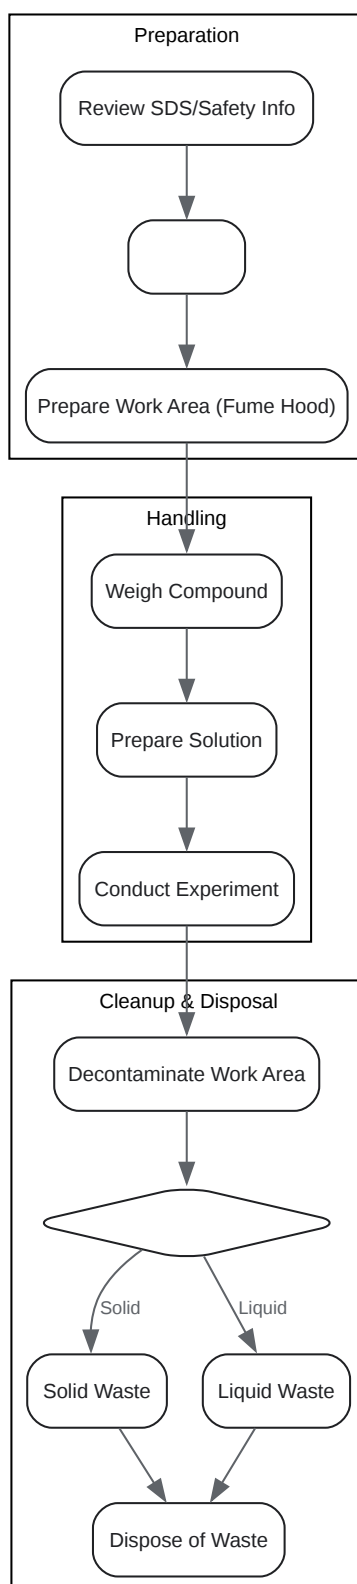 Preparation
Review SDS/Safety Info
Prepare Work Area (Fume Hood)
Handling
Weigh Compound
Prepare Solution
Conduct Experiment
Cleanup & Disposal
Decontaminate Work Area
Solid
Liquid
Solid Waste
Liquid Waste
Dispose of Waste